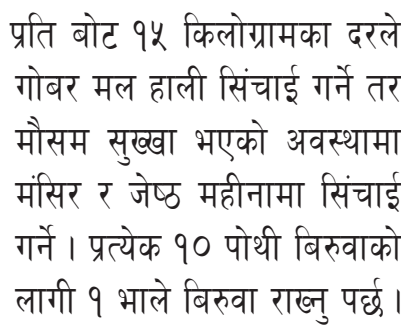 प्रति बोट १५ किलोग्रामका दरले
गोबर मल हाली सिंचाई गर्ने तर
मौसम सुख्खा भएको अवस्थामा
मंसिर र जेष्ठ महीनामा सिंचाई
गर्ने । प्रत्येक १० पोथी बिरुवाको
लागी १ भाले बिरुवा राख्नु पर्छ ।